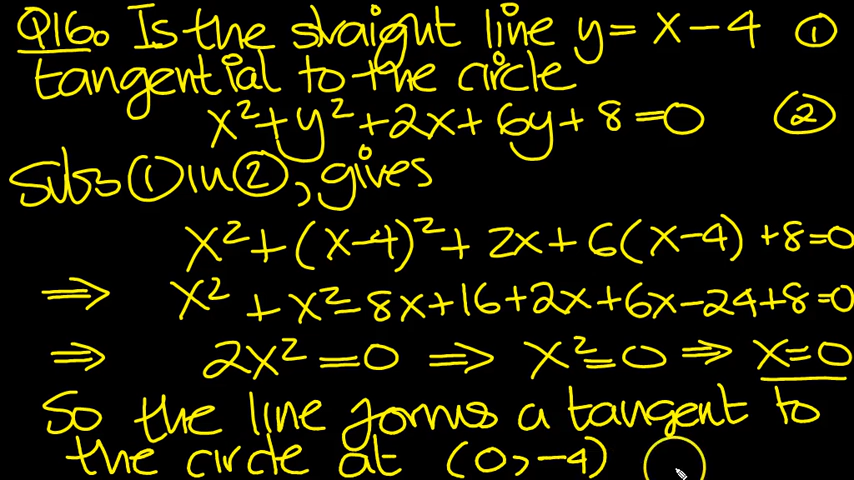 Q16. Is the straight line y = x - 4 ①
tangential to the circle
x² + y² + 2x + 6y + 8 = 0 ②
Subs ① in ②, gives
x² + (x-4)² + 2x + 6(x-4) + 8 = 0
⇒ x² + x² - 8x + 16 + 2x + 6x - 24 + 8 = 0
⇒ 2x² = 0 ⇒ x² = 0 ⇒ x = 0
So the line forms a tangent to
the circle at (0, -4)